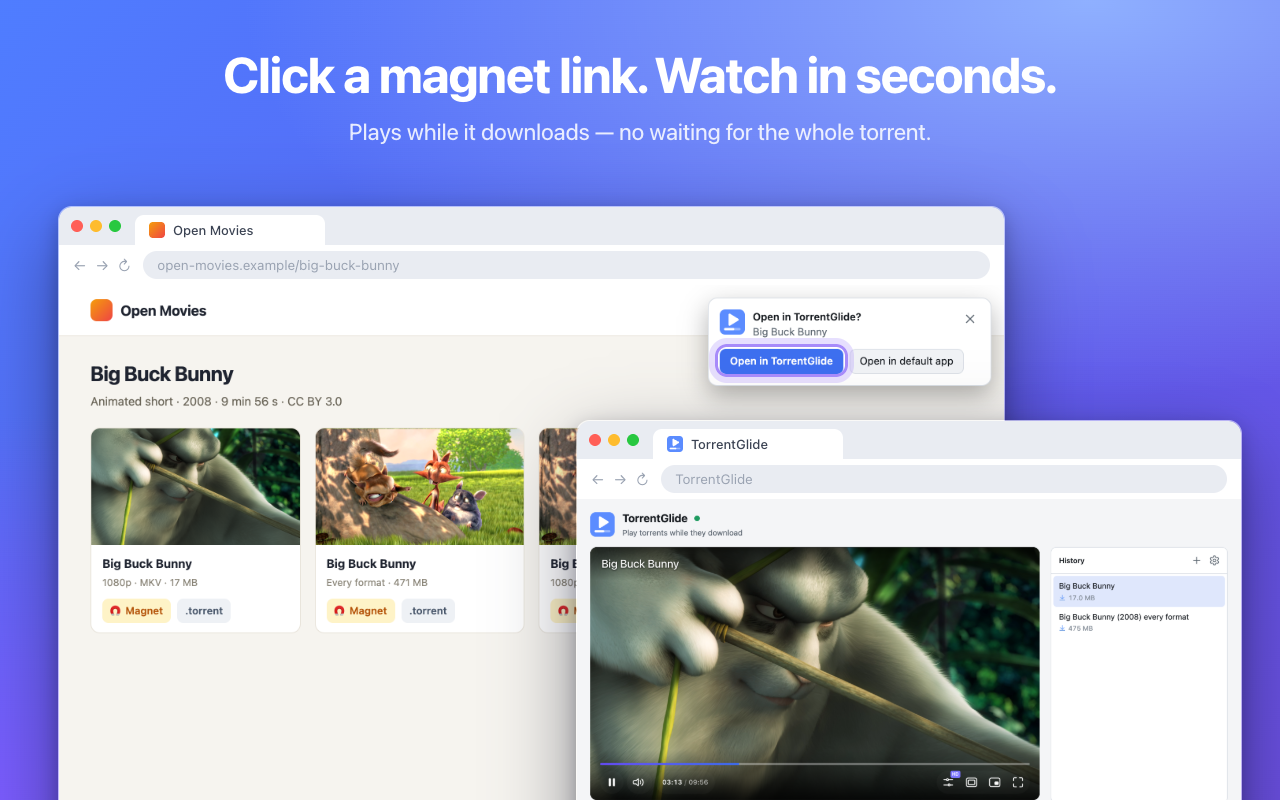 Click a magnet link. Watch in seconds.
Plays while it downloads — no waiting for the whole torrent.
Open Movies
open-movies.example/big-buck-bunny
Open Movies
Open in TorrentGlide?
Big Buck Bunny
Open in TorrentGlide
Open in default app
Big Buck Bunny
Animated short · 2008 · 9 min 56 s · CC BY 3.0
Big Buck Bunny
1080p · MKV · 17 MB
Magnet
.torrent
Big Buck Bunny
Every format · 471 MB
Magnet
.torrent
Big B
1080p
TorrentGlide
TorrentGlide
TorrentGlide
Play torrents while they download
Big Buck Bunny
03:13 / 09:56
HD
History
Big Buck Bunny
17.0 MB
Big Buck Bunny (2008) every format
475 MB